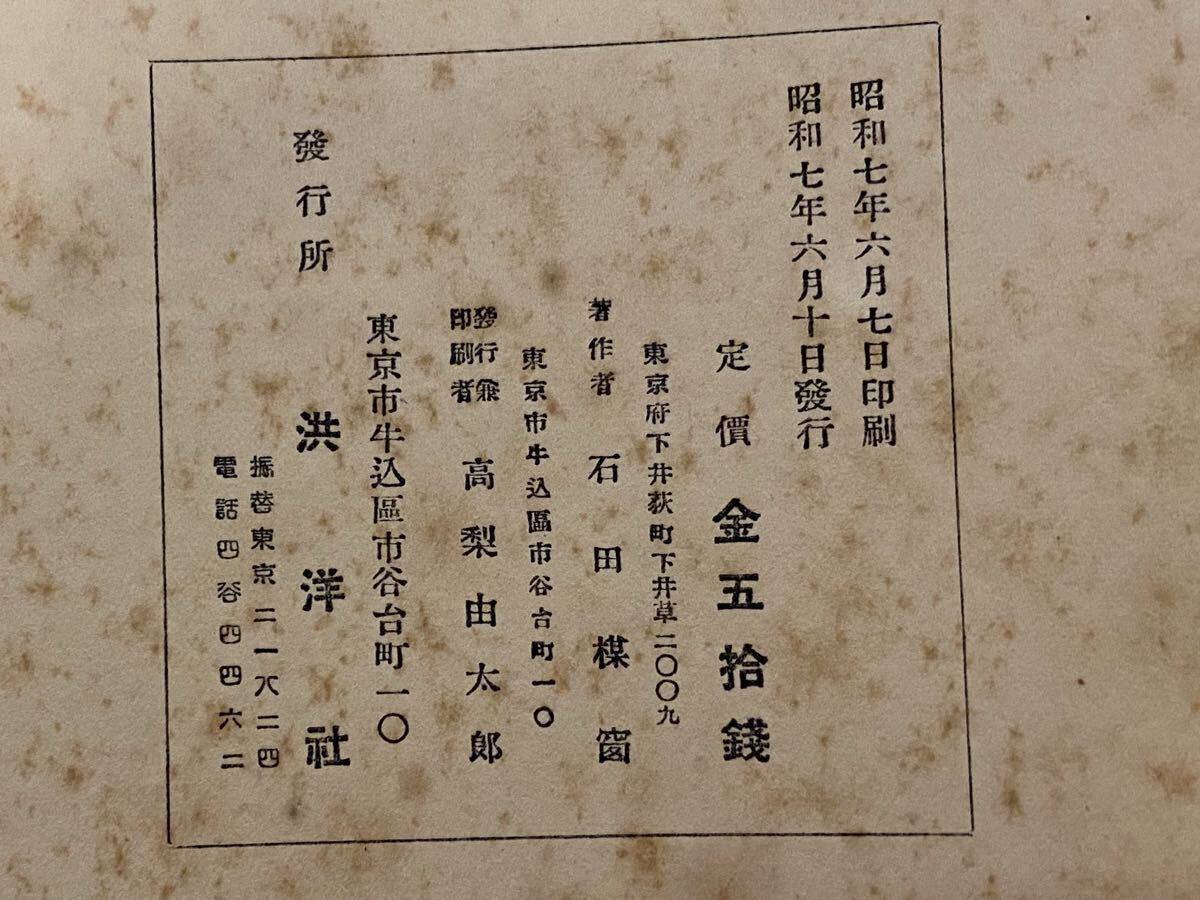 昭和七年六月七日印刷
昭和七年六月十日發行
定價 金五拾錢
東京府下井荻町下井草二〇〇九
著作者 石田楳窗
東京市牛込區市谷台町一〇
發行兼
印刷者 高梨由太郎
東京市牛込區市谷台町一〇
發行所 洪洋社
振替東京二一八二四
電話四谷四四六二